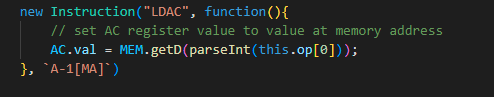 new Instruction("LDAC", function(){
// set AC register value to value at memory address
AC.val = MEM.getD(parseInt(this.op[0]));
}, `A-1[MA]`)